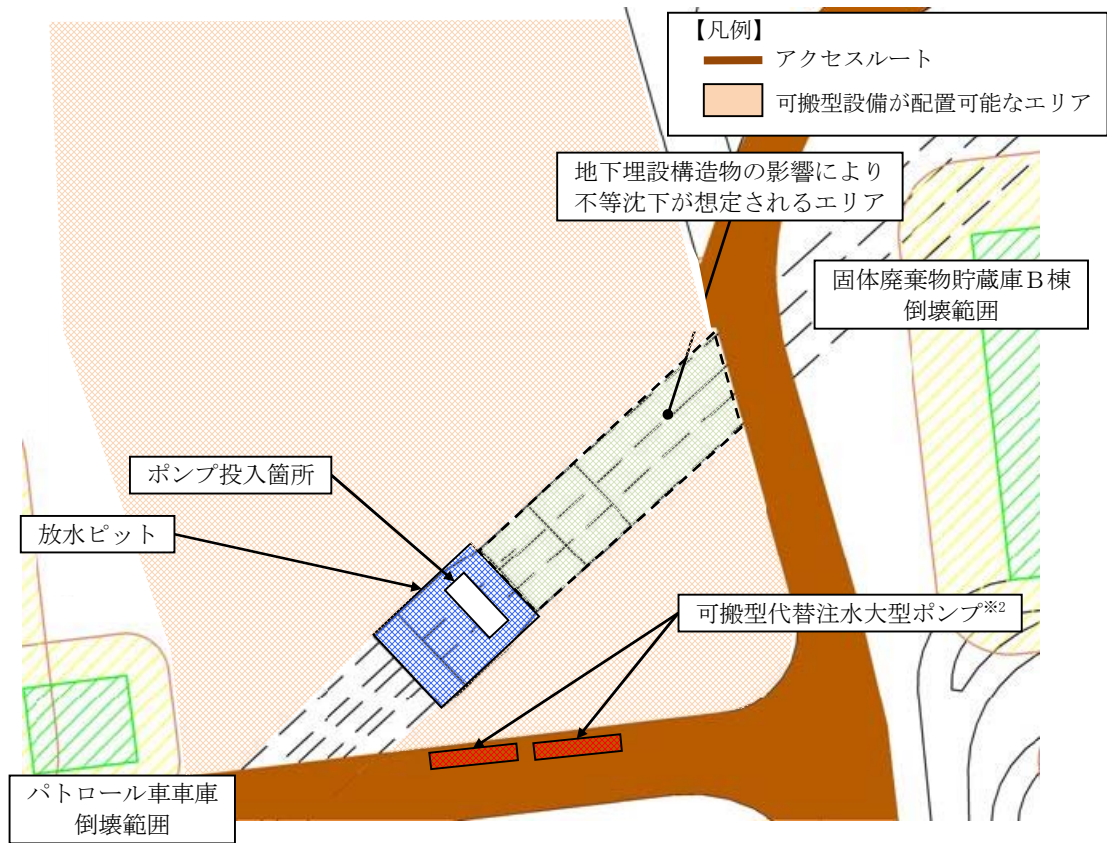 【凡例】
アクセスルート
可搬型設備が配置可能なエリア
地下埋設構造物の影響により
不等沈下が想定されるエリア
固体廃棄物貯蔵庫B棟
倒壊範囲
ポンプ投入箇所
放水ピット
可搬型代替注水大型ポンプ※2
パトロール車車庫
倒壊範囲